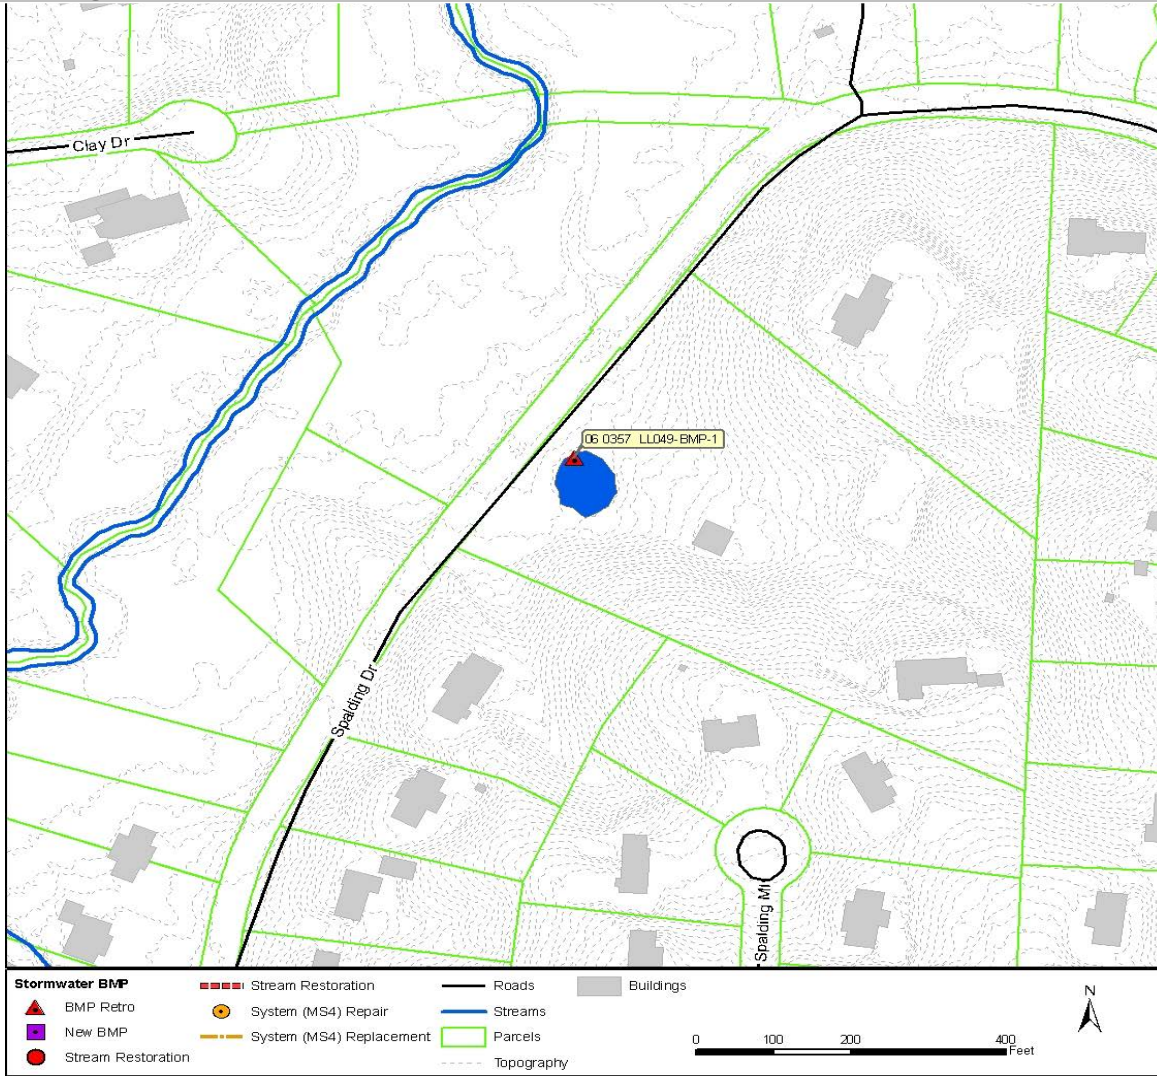 Clay Dr
06 0357 LL049-BMP-1
Spalding Dr
Spalding Ml
Stormwater BMP
BMP Retro
New BMP
Stream Restoration
Stream Restoration
System (MS4) Repair
System (MS4) Replacement
Roads
Streams
Parcels
Topography
Buildings
N
0 100 200 400
Feet